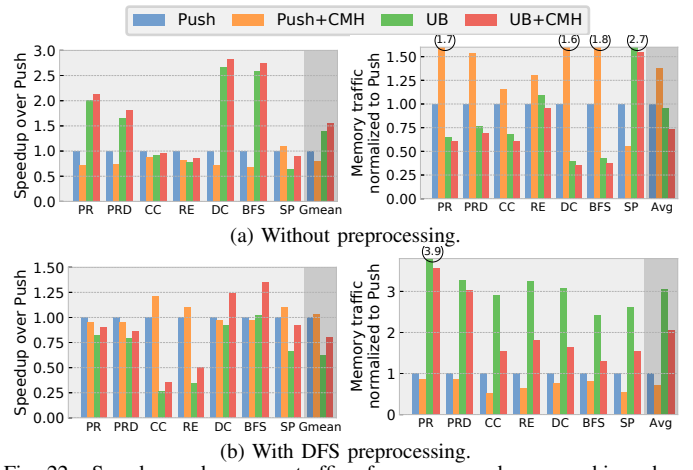 Push Push+CMH UB UB+CMH
Speedup over Push
3.0
2.5
2.0
1.5
1.0
0.5
0.0
PR PRD CC RE DC BFS SP Gmean
Memory traffic
normalized to Push
(1.7) (1.6) (1.8) (2.7)
1.50
1.25
1.00
0.75
0.50
0.25
0.00
PR PRD CC RE DC BFS SP Avg
(a) Without preprocessing.
Speedup over Push
1.50
1.25
1.00
0.75
0.50
0.25
0.00
PR PRD CC RE DC BFS SP Gmean
Memory traffic
normalized to Push
(3.9)
3
2
1
0
PR PRD CC RE DC BFS SP Avg
(b) With DFS preprocessing.